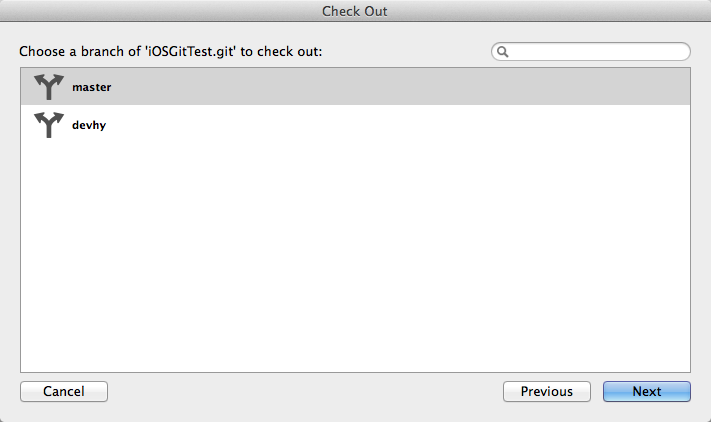 Check Out
Choose a branch of 'iOSGitTest.git' to check out:
master
devhy
Cancel
Previous
Next